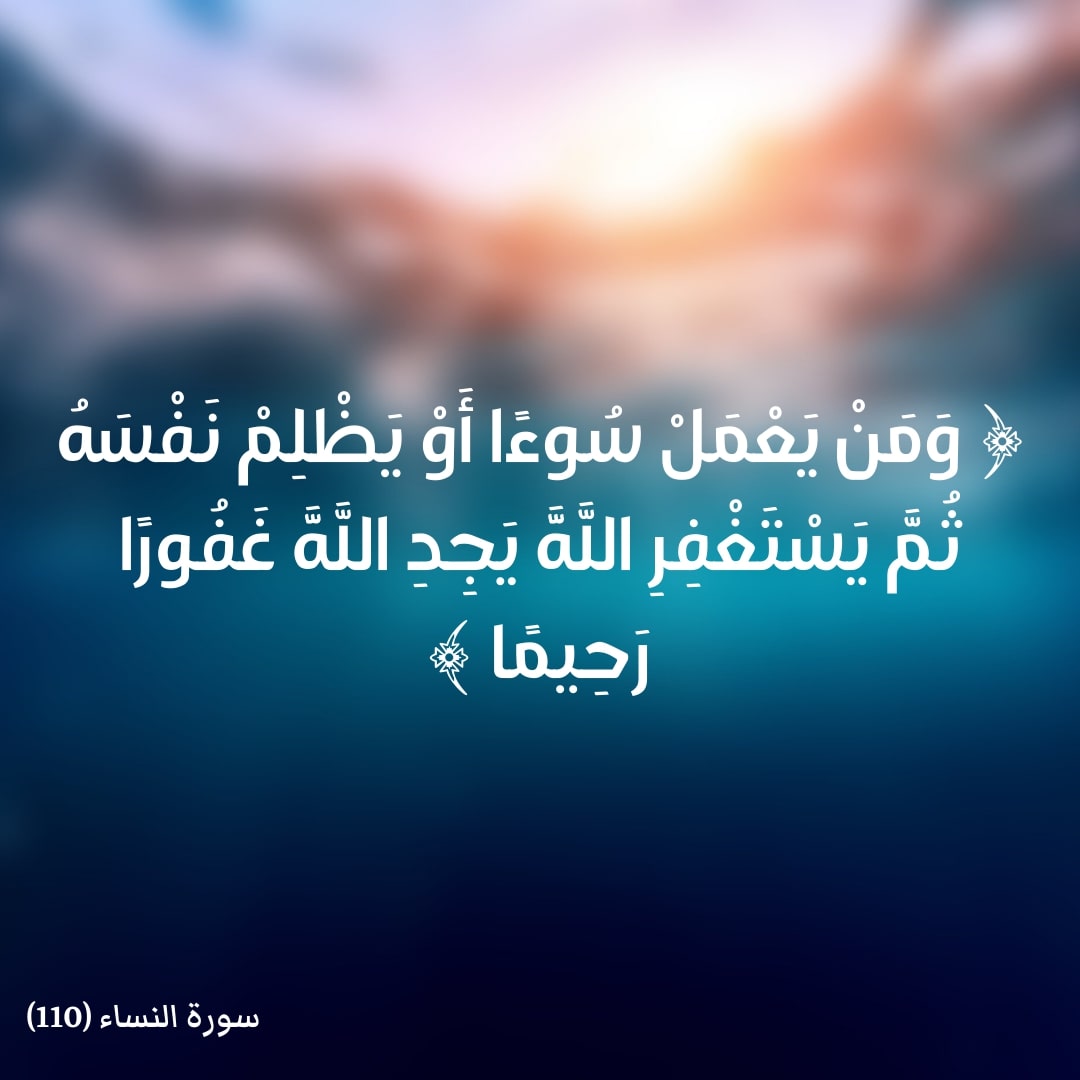 ﴿ وَمَنْ يَعْمَلْ سُوءًا أَوْ يَظْلِمْ نَفْسَهُ
ثُمَّ يَسْتَغْفِرِ اللَّهَ يَجِدِ اللَّهَ غَفُورًا
رَحِيمًا ﴾
سورة النساء (110)